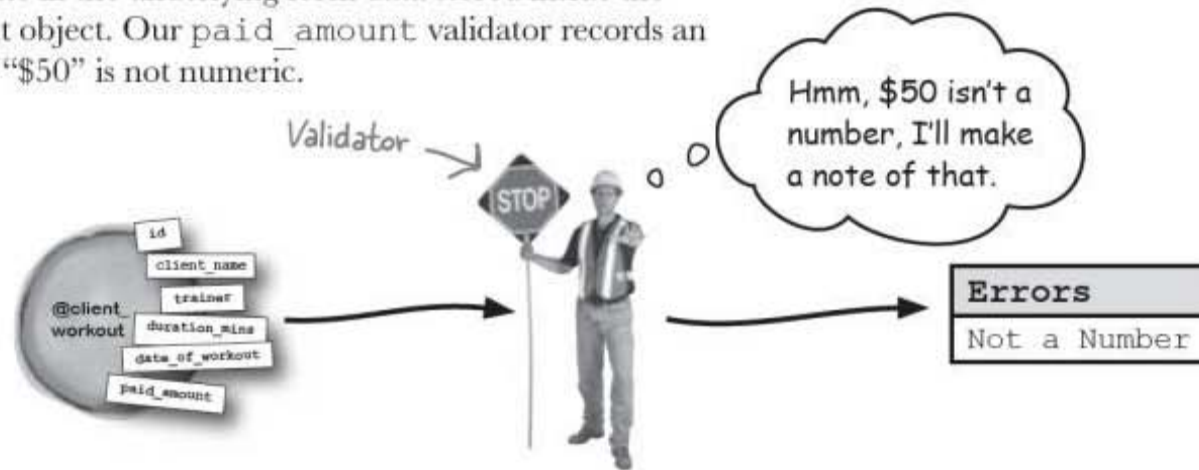 t object. Our paid_amount validator records an
"$50" is not numeric.
Validator
STOP
Hmm, $50 isn't a
number, I'll make
a note of that.
id
client_name
trainer
@client_
workout
duration_mins
date_of_workout
paid_amount
Errors
Not a Number